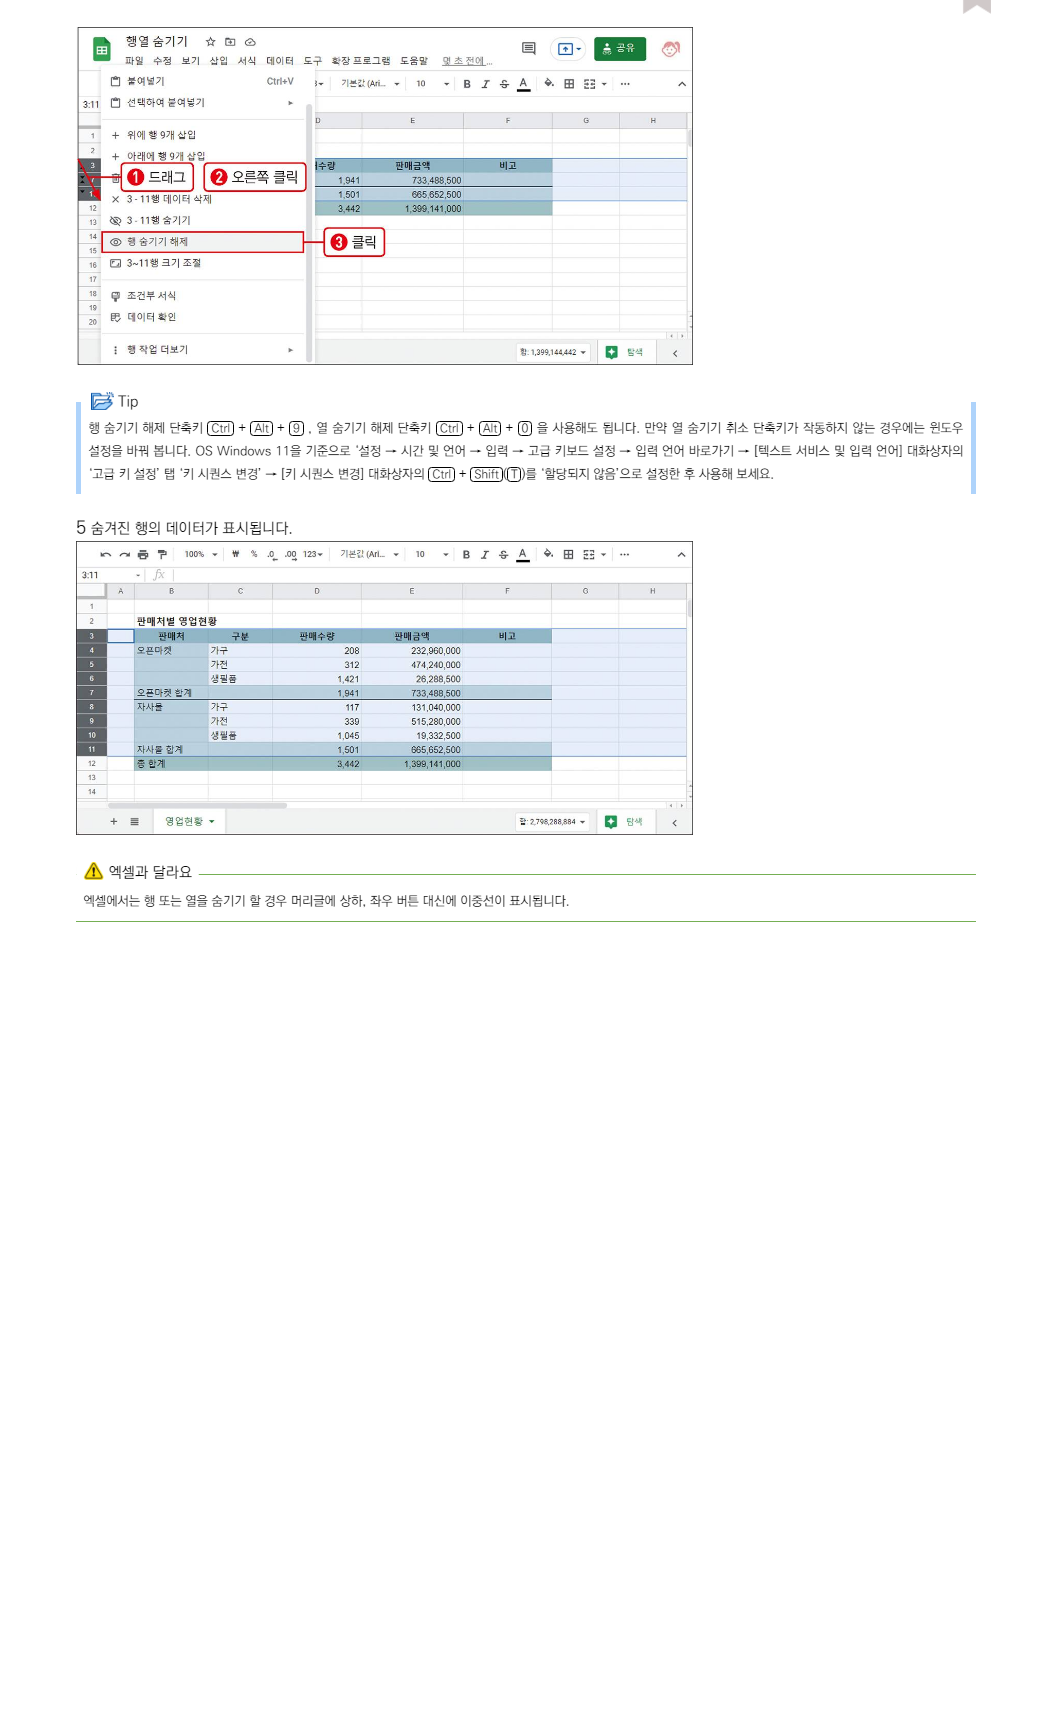 행열 숨기기
파일 수정 보기 삽입 서식 데이터 도구 확장 프로그램 도움말 몇 초 전에...
공유
붙여넣기 Ctrl+V
기본값 (Ari... 10 B I S A
선택하여 붙여넣기
3:11
D E F G H
위에 행 9개 삽입
아래에 행 9개 삽입
판매금액 비고
1 드래그 2 오른쪽 클릭
1,941 733,488,500
1,501 665,652,500
3 - 11행 데이터 삭제
3,442 1,399,141,000
3 - 11행 숨기기
행 숨기기 해제
3 클릭
3~11행 크기 조절
조건부 서식
데이터 확인
행 작업 더보기
1
2
3
12
13
14
15
16
17
18
19
20
합: 1,399,144,442 탐색
Tip
행 숨기기 해제 단축키 Ctrl + Alt + 9 , 열 숨기기 해제 단축키 Ctrl + Alt + 0 을 사용해도 됩니다. 만약 열 숨기기 취소 단축키가 작동하지 않는 경우에는 윈도우
설정을 바꿔 봅니다. OS Windows 11을 기준으로 ‘설정 → 시간 및 언어 → 입력 → 고급 키보드 설정 → 입력 언어 바로가기 → [텍스트 서비스 및 입력 언어] 대화상자의
‘고급 키 설정’ 탭 ‘키 시퀀스 변경’ → [키 시퀀스 변경] 대화상자의 Ctrl + Shift(T)를 ‘할당되지 않음’으로 설정한 후 사용해 보세요.
5 숨겨진 행의 데이터가 표시됩니다.
100% ₩ % .0 .00 123 기본값 (Ari... 10 B I S A
3:11 fx
A B C D E F G H
1
2 판매처별 영업현황
3 판매처 구분 판매수량 판매금액 비고
4 오픈마켓 가구 208 232,960,000
5 가전 312 474,240,000
6 생필품 1,421 26,288,500
7 오픈마켓 합계 1,941 733,488,500
8 자사몰 가구 117 131,040,000
9 가전 339 515,280,000
10 생필품 1,045 19,332,500
11 자사몰 합계 1,501 665,652,500
12 총 합계 3,442 1,399,141,000
13
14
영업현황 합: 2,798,288,884 탐색
엑셀과 달라요
엑셀에서는 행 또는 열을 숨기기 할 경우 머리글에 상하, 좌우 버튼 대신에 이중선이 표시됩니다.